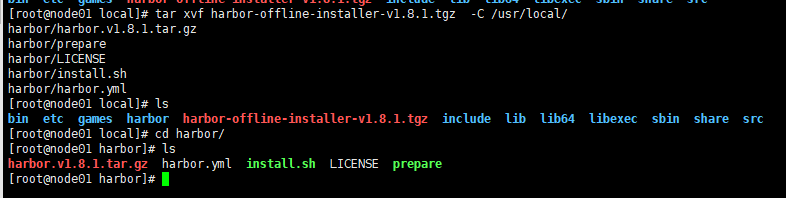 bin etc games harbor harbor-offline-installer-v1.8.1.tgz include lib lib64 libexec sbin share src
[root@node01 local]# tar xvf harbor-offline-installer-v1.8.1.tgz  -C /usr/local/
harbor/harbor.v1.8.1.tar.gz
harbor/prepare
harbor/LICENSE
harbor/install.sh
harbor/harbor.yml
[root@node01 local]# ls
bin  etc  games  harbor  harbor-offline-installer-v1.8.1.tgz  include  lib  lib64  libexec  sbin  share  src
[root@node01 local]# cd harbor/
[root@node01 harbor]# ls
harbor.v1.8.1.tar.gz  harbor.yml  install.sh  LICENSE  prepare
[root@node01 harbor]#